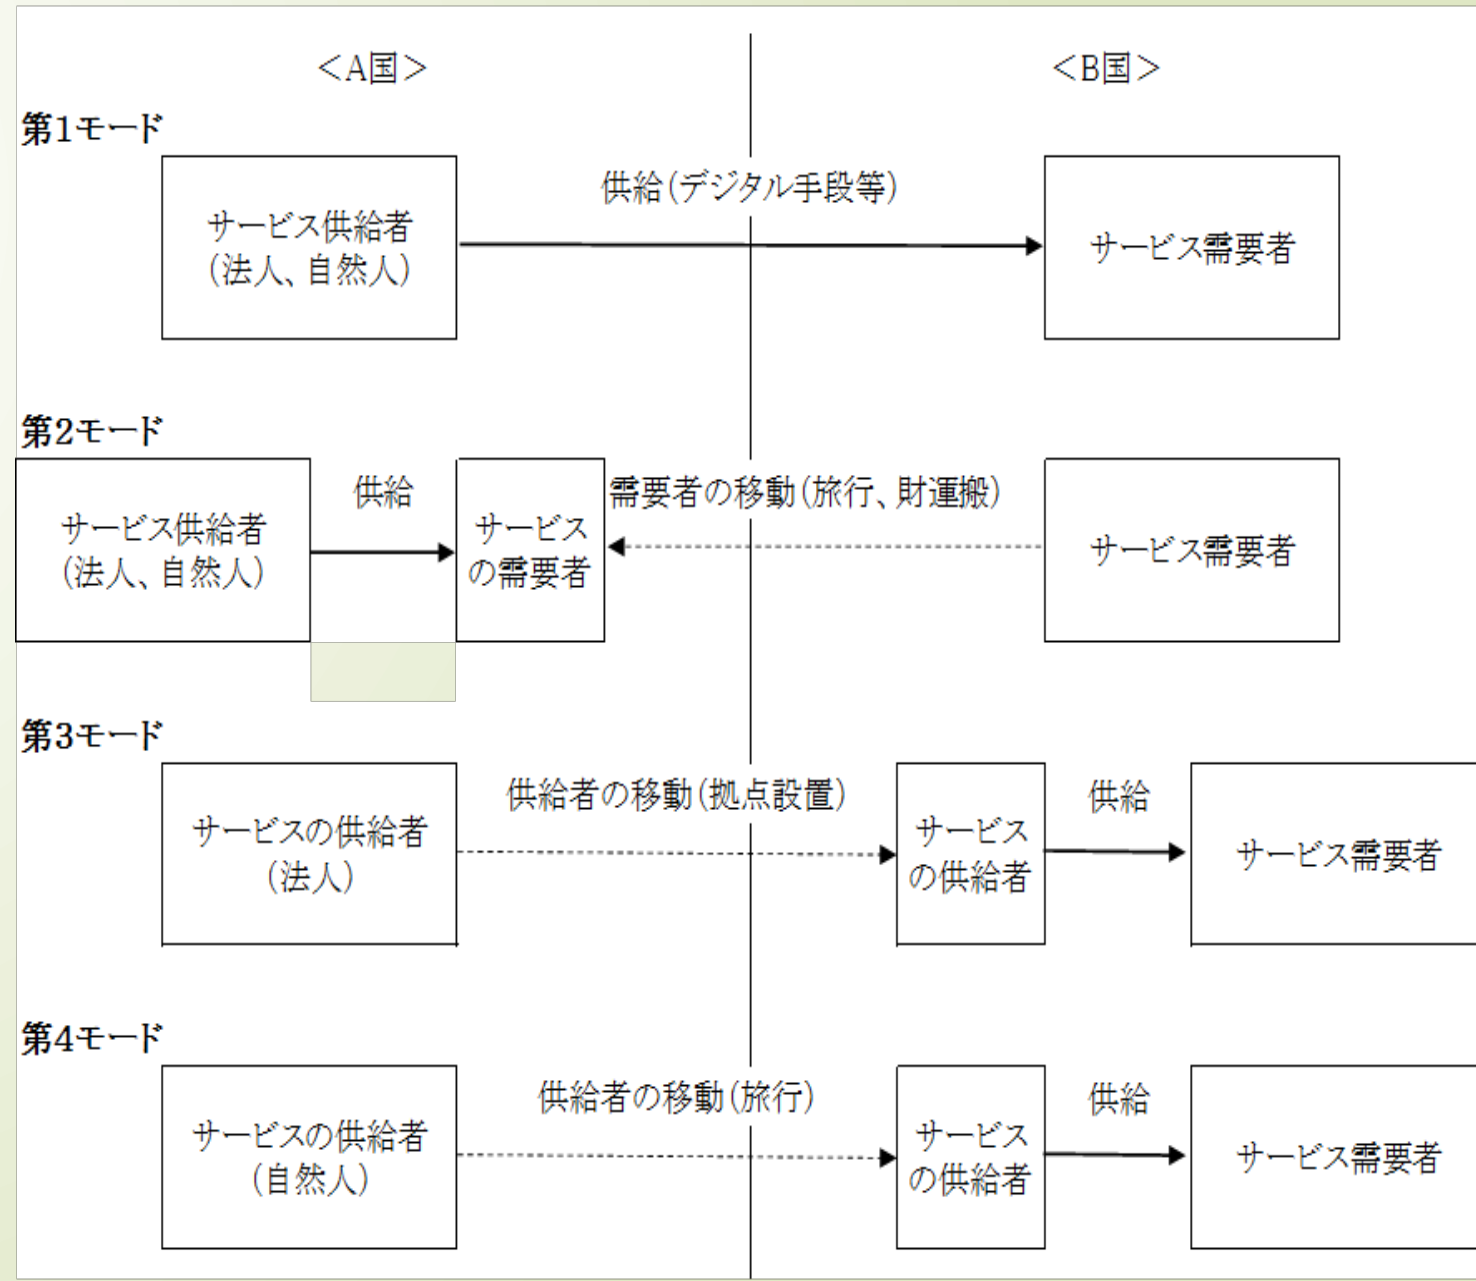 ＜A国＞
＜B国＞
第1モード
サービス供給者
(法人、自然人)
供給(デジタル手段等)
サービス需要者
第2モード
サービス供給者
(法人、自然人)
供給
サービス
の需要者
需要者の移動(旅行、財運搬)
サービス需要者
第3モード
サービスの供給者
(法人)
供給者の移動(拠点設置)
サービス
の供給者
供給
サービス需要者
第4モード
サービスの供給者
(自然人)
供給者の移動(旅行)
サービス
の供給者
供給
サービス需要者